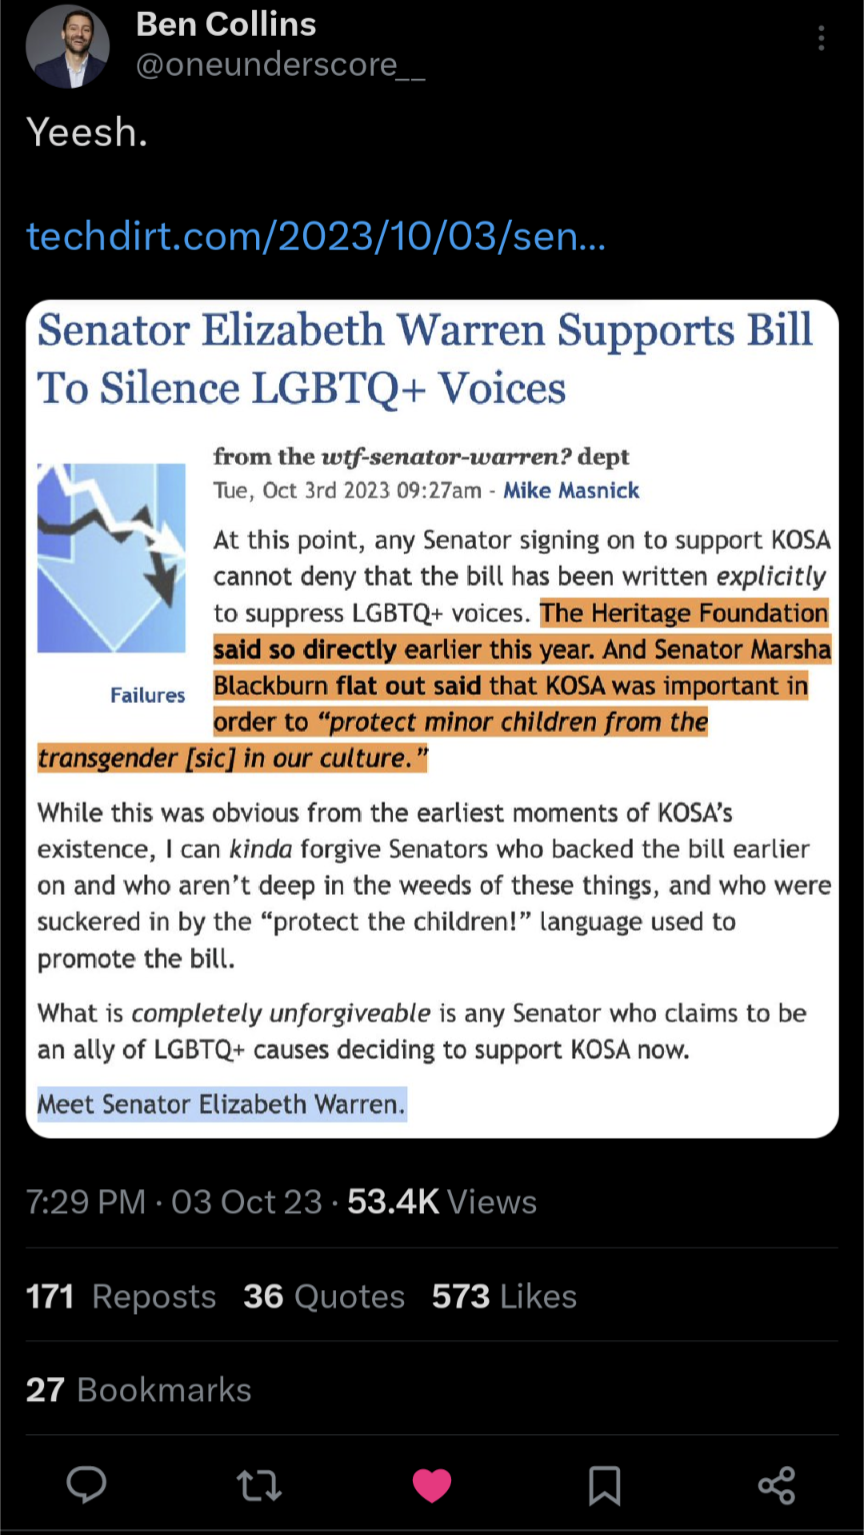 Ben Collins
@oneunderscore__
Yeesh.
techdirt.com/2023/10/03/sen...
Senator Elizabeth Warren Supports Bill
To Silence LGBTQ+ Voices
from the wtf-senator-warren? dept
Tue, Oct 3rd 2023 09:27am - Mike Masnick
At this point, any Senator signing on to support KOSA
cannot deny that the bill has been written explicitly
to suppress LGBTQ+ voices. The Heritage Foundation
said so directly earlier this year. And Senator Marsha
Failures
Blackburn flat out said that KOSA was important in
order to “protect minor children from the
transgender [sic] in our culture.”
While this was obvious from the earliest moments of KOSA’s
existence, I can kinda forgive Senators who backed the bill earlier
on and who aren’t deep in the weeds of these things, and who were
suckered in by the “protect the children!” language used to
promote the bill.
What is completely unforgiveable is any Senator who claims to be
an ally of LGBTQ+ causes deciding to support KOSA now.
Meet Senator Elizabeth Warren.
7:29 PM · 03 Oct 23 · 53.4K Views
171 Reposts 36 Quotes 573 Likes
27 Bookmarks